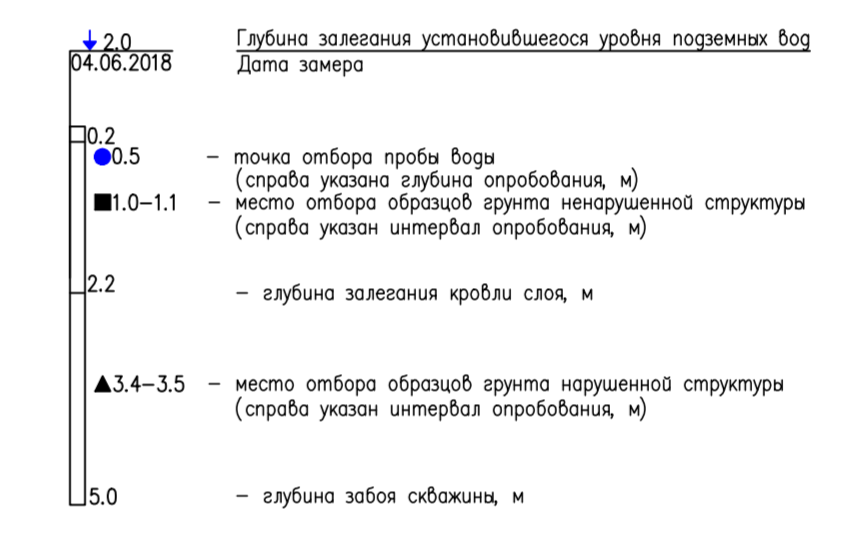 2.0 Глубина залегания установившегося уровня подземных вод
04.06.2018 Дата замера
0.2
0.5 – точка отбора пробы воды
(справа указана глубина опробования, м)
1.0–1.1 – место отбора образцов грунта ненарушенной структуры
(справа указан интервал опробования, м)
2.2 – глубина залегания кровли слоя, м
3.4–3.5 – место отбора образцов грунта нарушенной структуры
(справа указан интервал опробования, м)
5.0 – глубина забоя скважины, м